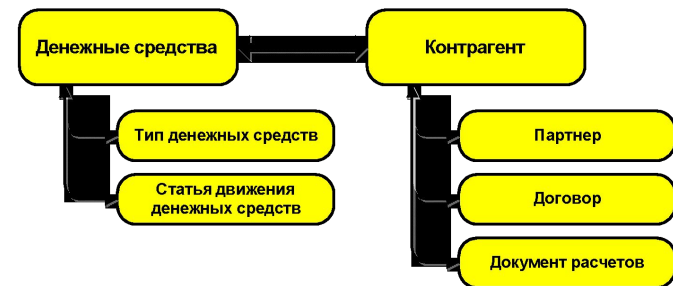 Денежные средства
Контрагент
Тип денежных средств
Статья движения
денежных средств
Партнер
Договор
Документ расчетов